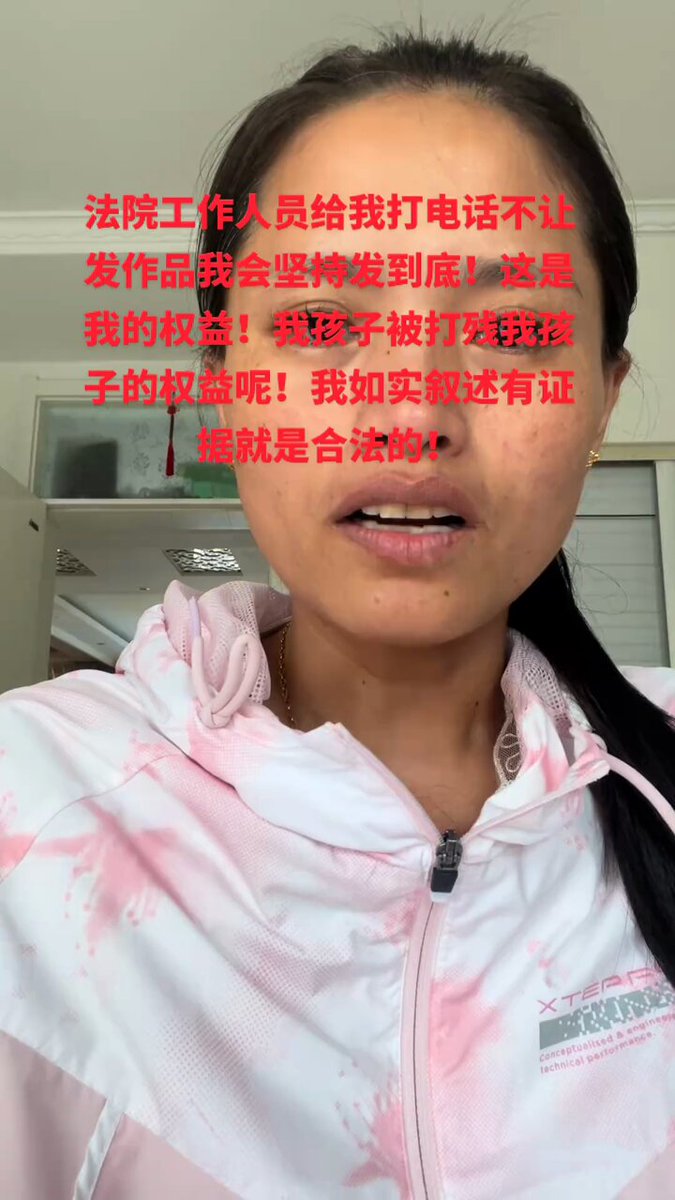 法院工作人员给我打电话不让
发作品我会坚持发到底！这是
我的权益！我孩子被打残我孩
子的权益呢！我如实叙述有证
据就是合法的！
XTEP R
Conceptualised & enginee
technical performance.